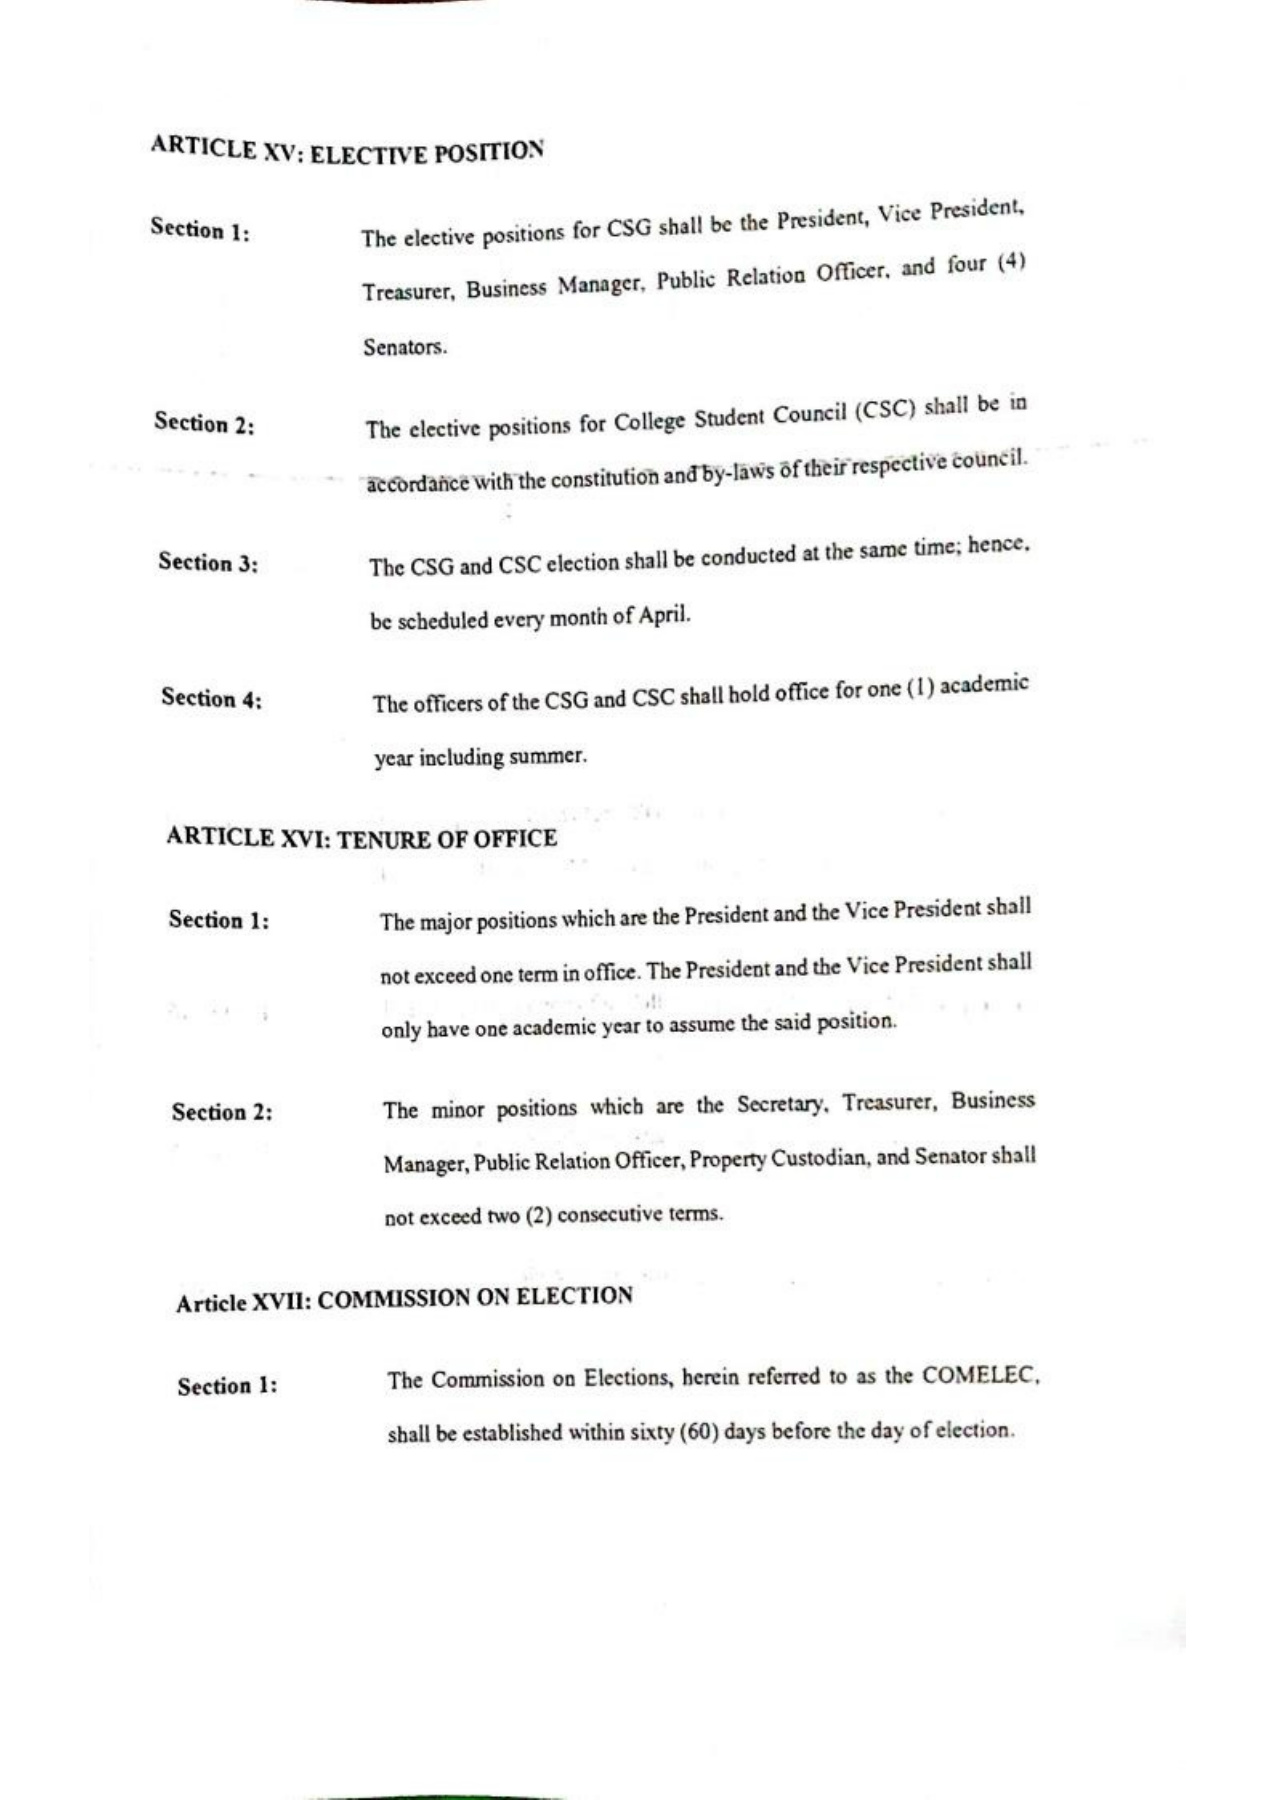 ARTICLE XV: ELECTIVE POSITION
Section 1: The elective positions for CSG shall be the President, Vice President,
Treasurer, Business Manager, Public Relation Officer, and four (4)
Senators.
Section 2: The elective positions for College Student Council (CSC) shall be in
accordance with the constitution and by-laws of their respective council.
Section 3: The CSG and CSC election shall be conducted at the same time; hence,
be scheduled every month of April.
Section 4: The officers of the CSG and CSC shall hold office for one (1) academic
year including summer.
ARTICLE XVI: TENURE OF OFFICE
Section 1: The major positions which are the President and the Vice President shall
not exceed one term in office. The President and the Vice President shall
only have one academic year to assume the said position.
Section 2: The minor positions which are the Secretary, Treasurer, Business
Manager, Public Relation Officer, Property Custodian, and Senator shall
not exceed two (2) consecutive terms.
Article XVII: COMMISSION ON ELECTION
Section 1: The Commission on Elections, herein referred to as the COMELEC,
shall be established within sixty (60) days before the day of election.